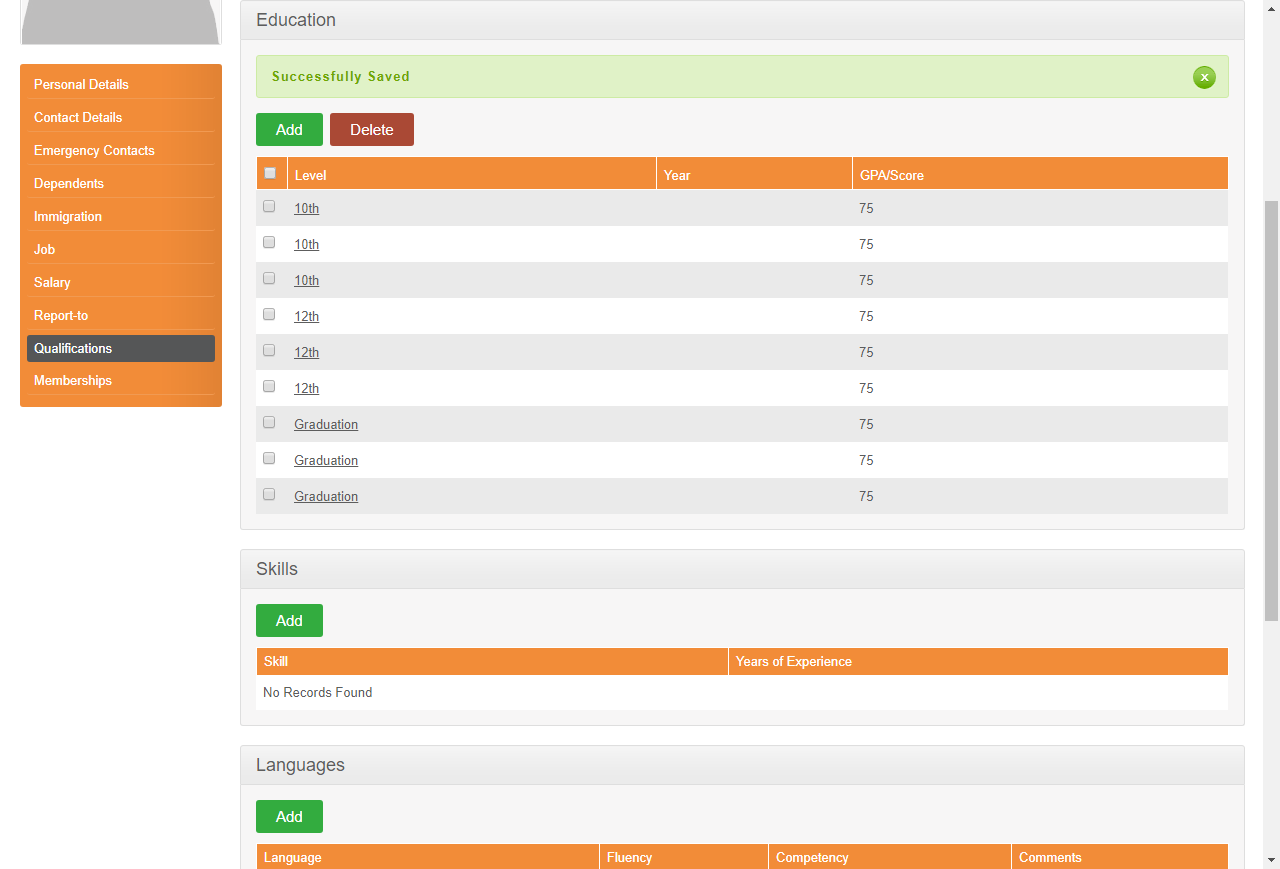 Education
Successfully Saved x
Add Delete
Level Year GPA/Score
10th 75
10th 75
10th 75
12th 75
12th 75
12th 75
Graduation 75
Graduation 75
Graduation 75
Personal Details
Contact Details
Emergency Contacts
Dependents
Immigration
Job
Salary
Report-to
Qualifications
Memberships
Skills
Add
Skill Years of Experience
No Records Found
Languages
Add
Language Fluency Competency Comments